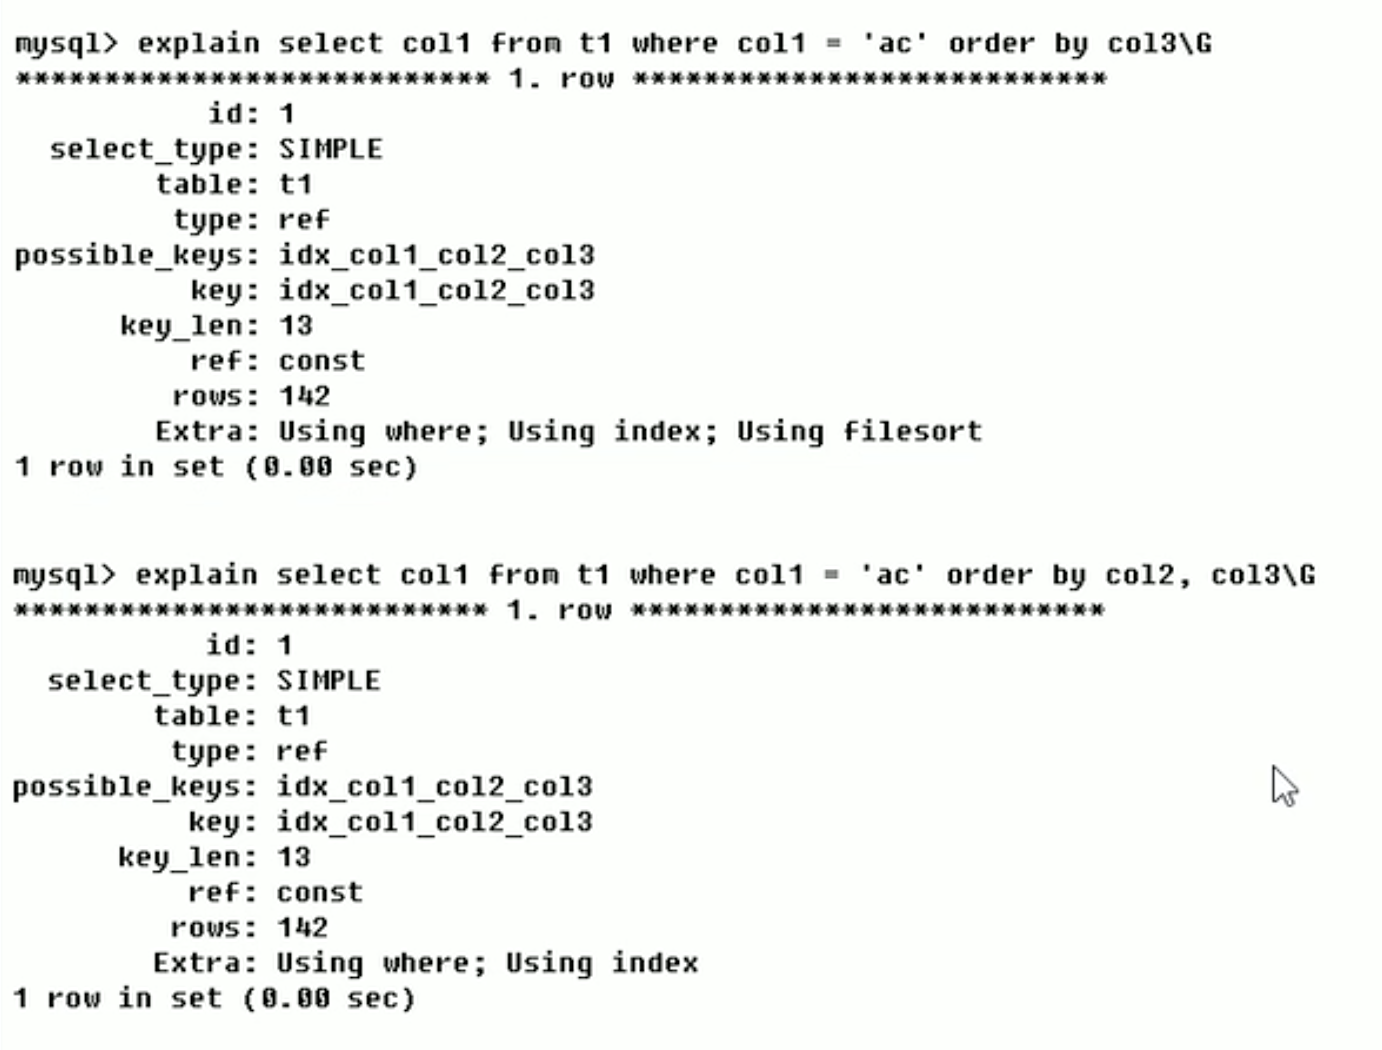 mysql> explain select col1 from t1 where col1 = 'ac' order by col3\G
*************************** 1. row ***************************
id: 1
select_type: SIMPLE
table: t1
type: ref
possible_keys: idx_col1_col2_col3
key: idx_col1_col2_col3
key_len: 13
ref: const
rows: 142
Extra: Using where; Using index; Using filesort
1 row in set (0.00 sec)
mysql> explain select col1 from t1 where col1 = 'ac' order by col2, col3\G
*************************** 1. row ***************************
id: 1
select_type: SIMPLE
table: t1
type: ref
possible_keys: idx_col1_col2_col3
key: idx_col1_col2_col3
key_len: 13
ref: const
rows: 142
Extra: Using where; Using index
1 row in set (0.00 sec)